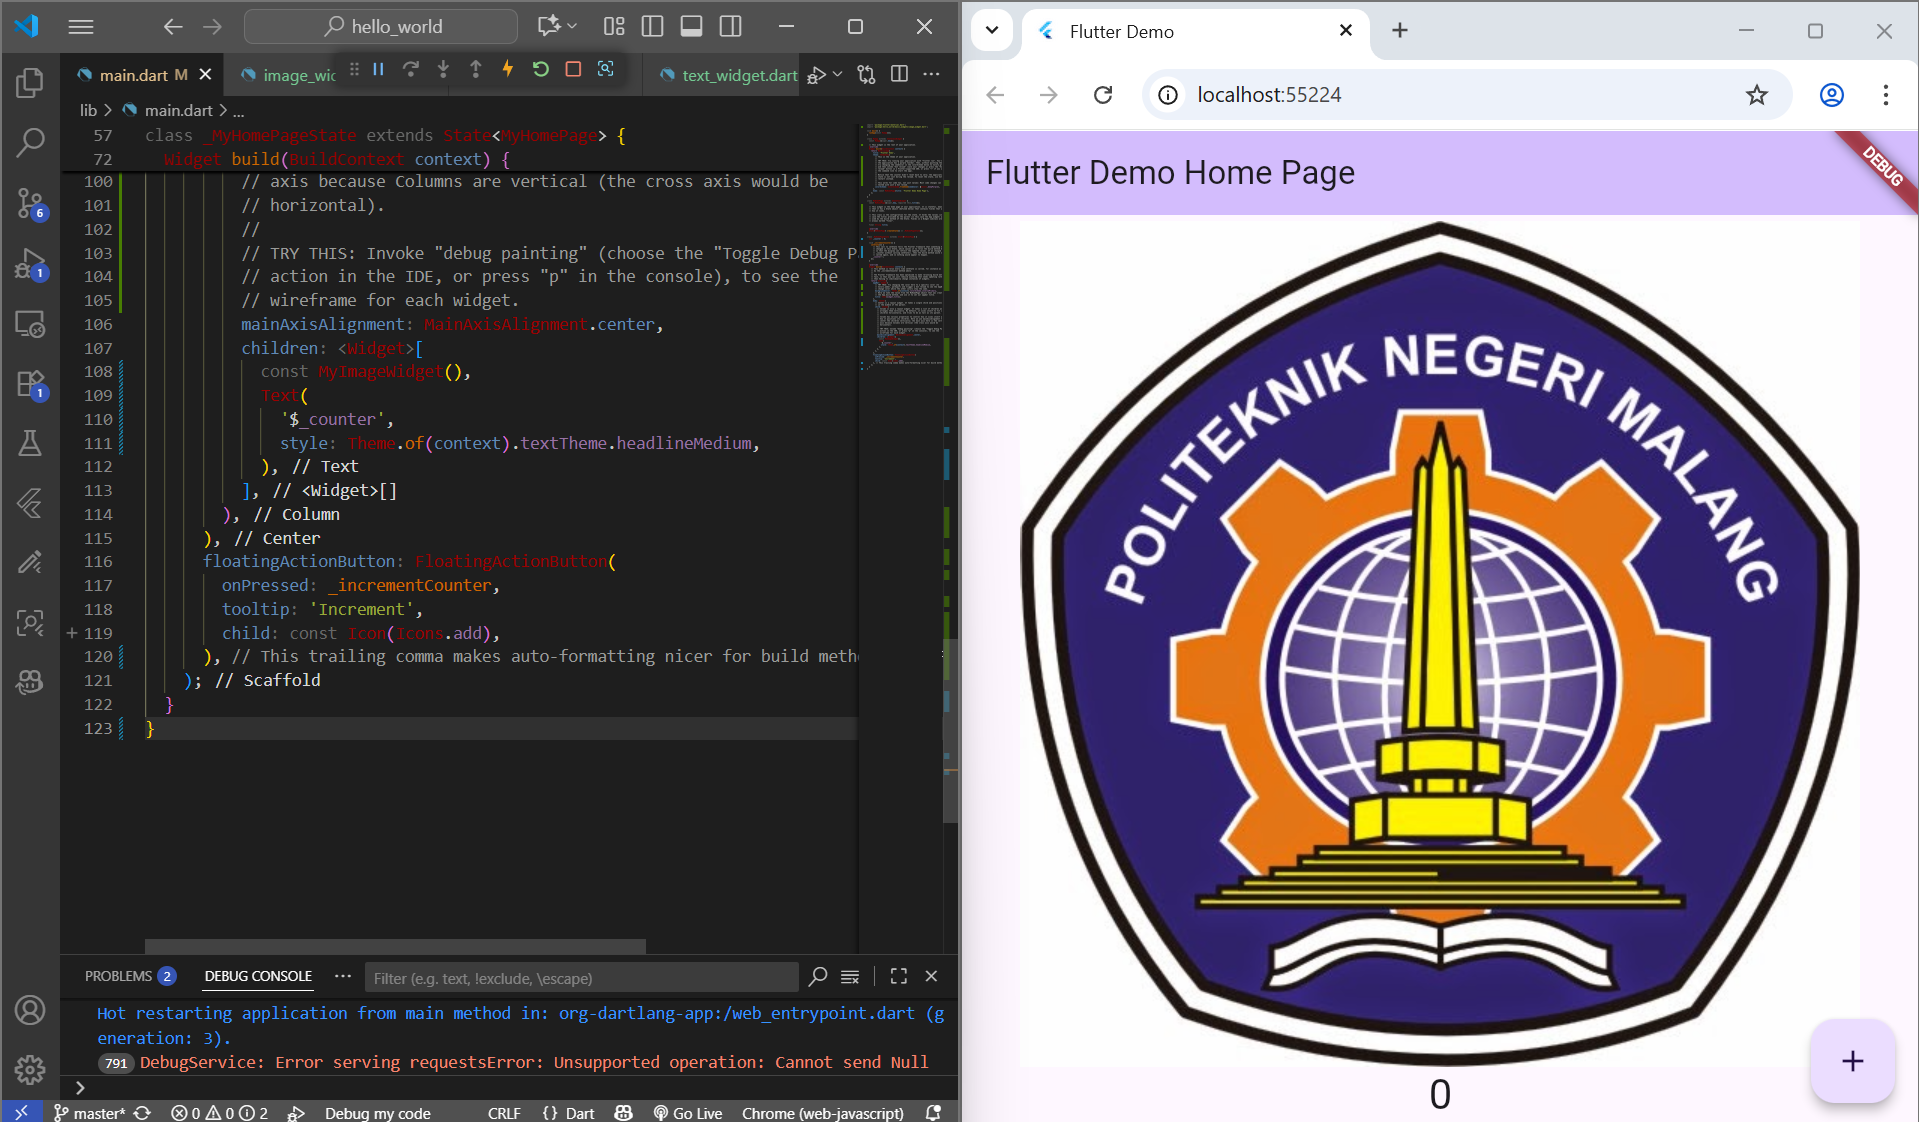 hello_world
main.dart M
image_wi
text_widget.dart
lib > main.dart > ...
57 class _MyHomePageState extends State<MyHomePage> {
72 Widget build(BuildContext context) {
100 // axis because Columns are vertical (the cross axis would be
101 // horizontal).
102 //
103 // TRY THIS: Invoke "debug painting" (choose the "Toggle Debug P
104 // action in the IDE, or press "p" in the console), to see the
105 // wireframe for each widget.
106 mainAxisAlignment: MainAxisAlignment.center,
107 children: <Widget>[
108 const MyImageWidget(),
109 Text(
110 '$_counter',
111 style: Theme.of(context).textTheme.headlineMedium,
112 ), // Text
113 ], // <Widget>[]
114 ), // Column
115 ), // Center
116 floatingActionButton: FloatingActionButton(
117 onPressed: _incrementCounter,
118 tooltip: 'Increment',
119 child: const Icon(Icons.add),
120 ), // This trailing comma makes auto-formatting nicer for build meth
121 ); // Scaffold
122 }
123 }
6
1
1
PROBLEMS 2 DEBUG CONSOLE ... Filter (e.g. text, !exclude, \escape)
Hot restarting application from main method in: org-dartlang-app:/web_entrypoint.dart (g
eneration: 3).
791 DebugService: Error serving requestsError: Unsupported operation: Cannot send Null
>
master* 0 0 2 Debug my code CRLF {} Dart Go Live Chrome (web-javascript)
Flutter Demo
localhost:55224
Flutter Demo Home Page
DEBUG
POLITEKNIK NEGERI MALANG
0
+